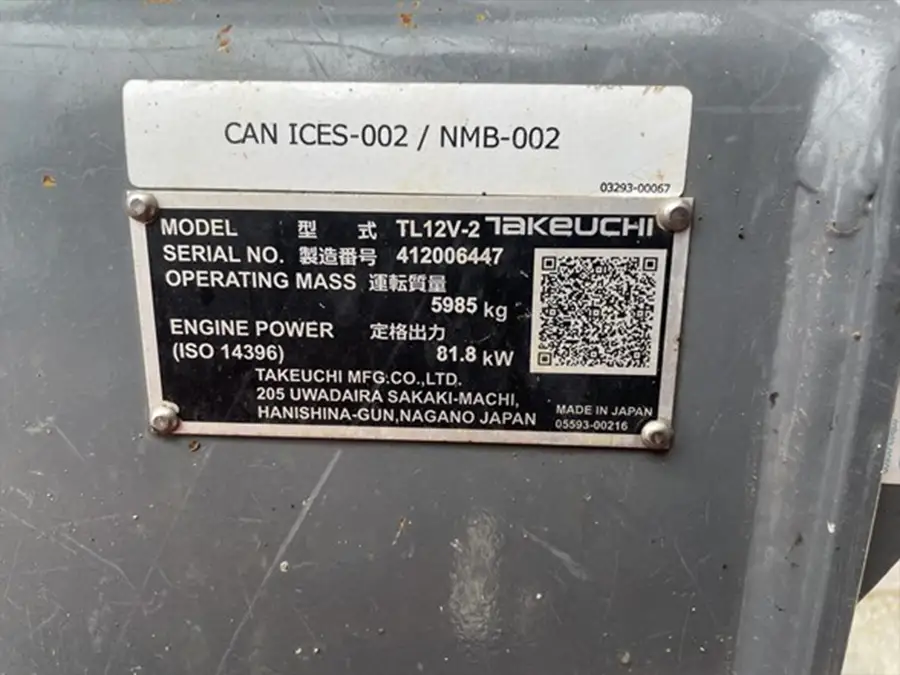 CAN ICES-002 / NMB-002
03293-00067
MODEL 型 式 TL12V-2 TAKEUCHI
SERIAL NO. 製造番号 412006447
OPERATING MASS 運転質量
5985 kg
ENGINE POWER 定格出力
(ISO 14396) 81.8 kW
TAKEUCHI MFG.CO.,LTD.
205 UWADAIRA SAKAKI-MACHI,
HANISHINA-GUN,NAGANO JAPAN
MADE IN JAPAN
05593-00216